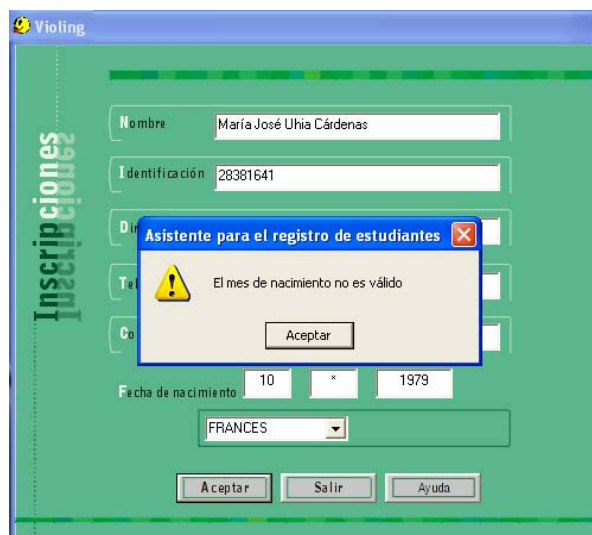 Violing
Inscripciones
Nombre
María José Uhia Cárdenas
Identificación
28381641
Asistente para el registro de estudiantes
El mes de nacimiento no es válido
Aceptar
Fecha de nacimiento
10
*
1979
FRANCES
Aceptar
Salir
Ayuda